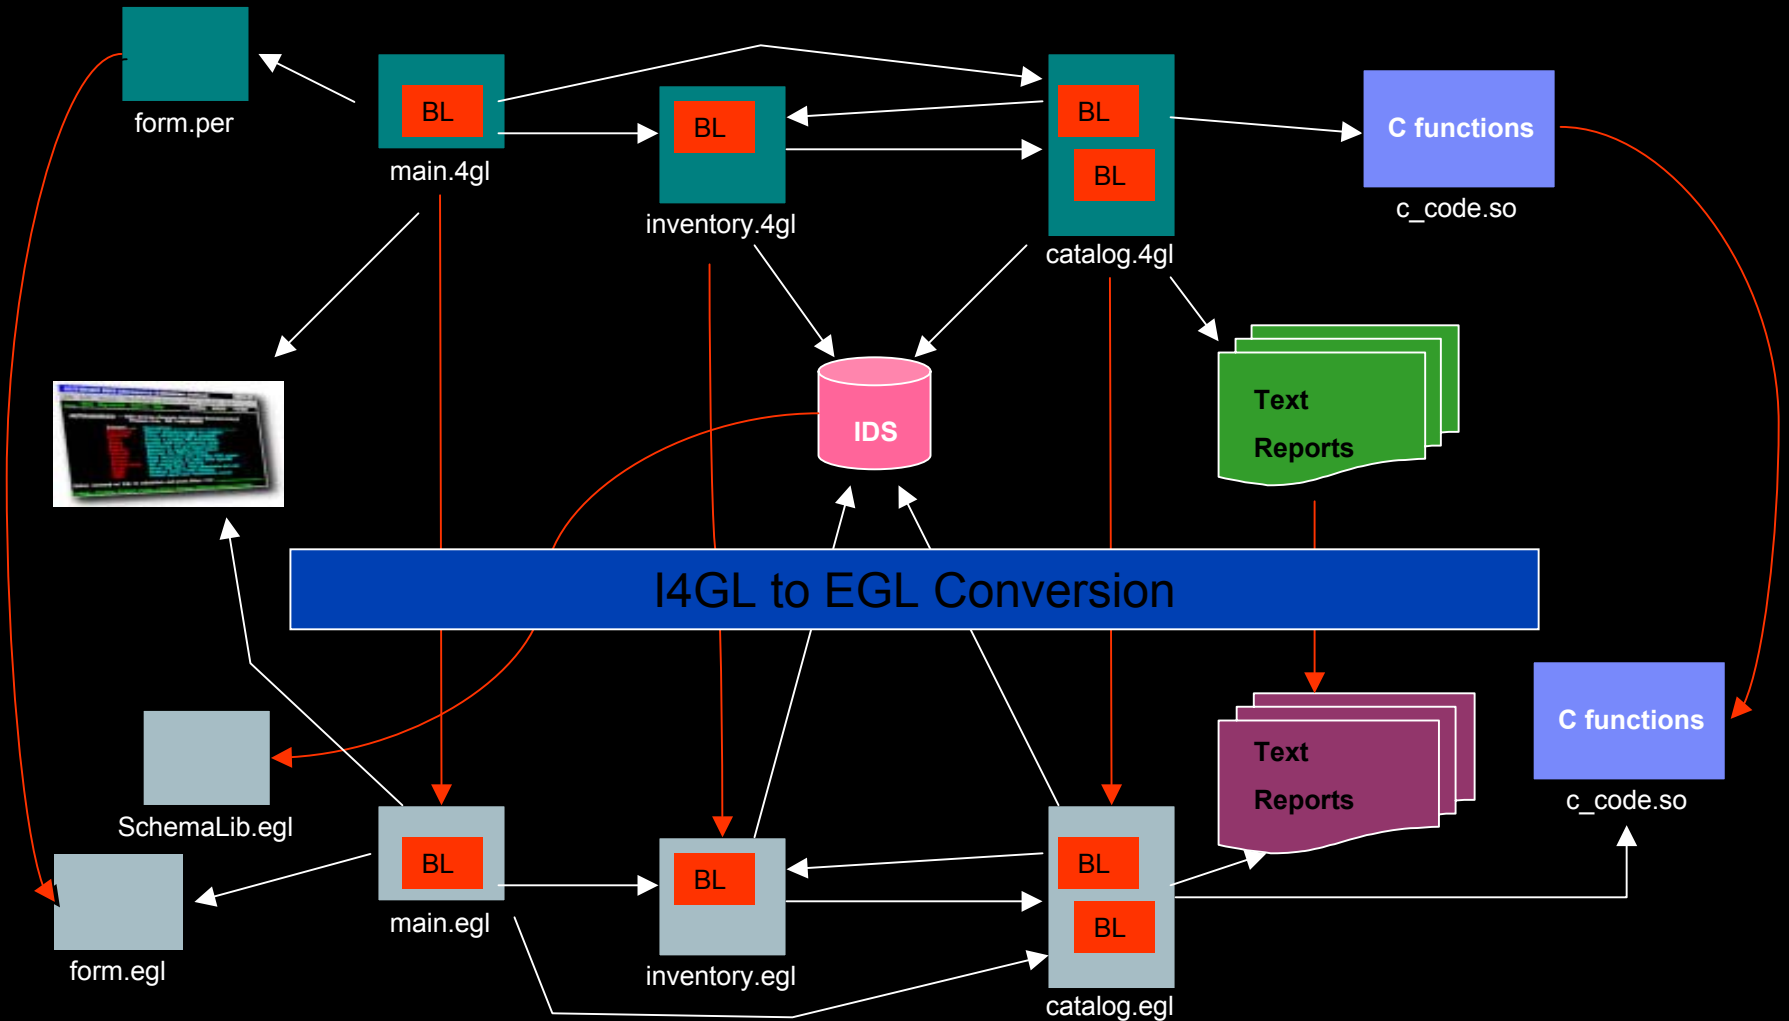 form.per
BL
main.4gl
BL
inventory.4gl
BL
BL
catalog.4gl
C functions
c_code.so
IDS
Text
Reports
I4GL to EGL Conversion
SchemaLib.egl
form.egl
BL
main.egl
BL
inventory.egl
BL
BL
catalog.egl
Text
Reports
C functions
c_code.so